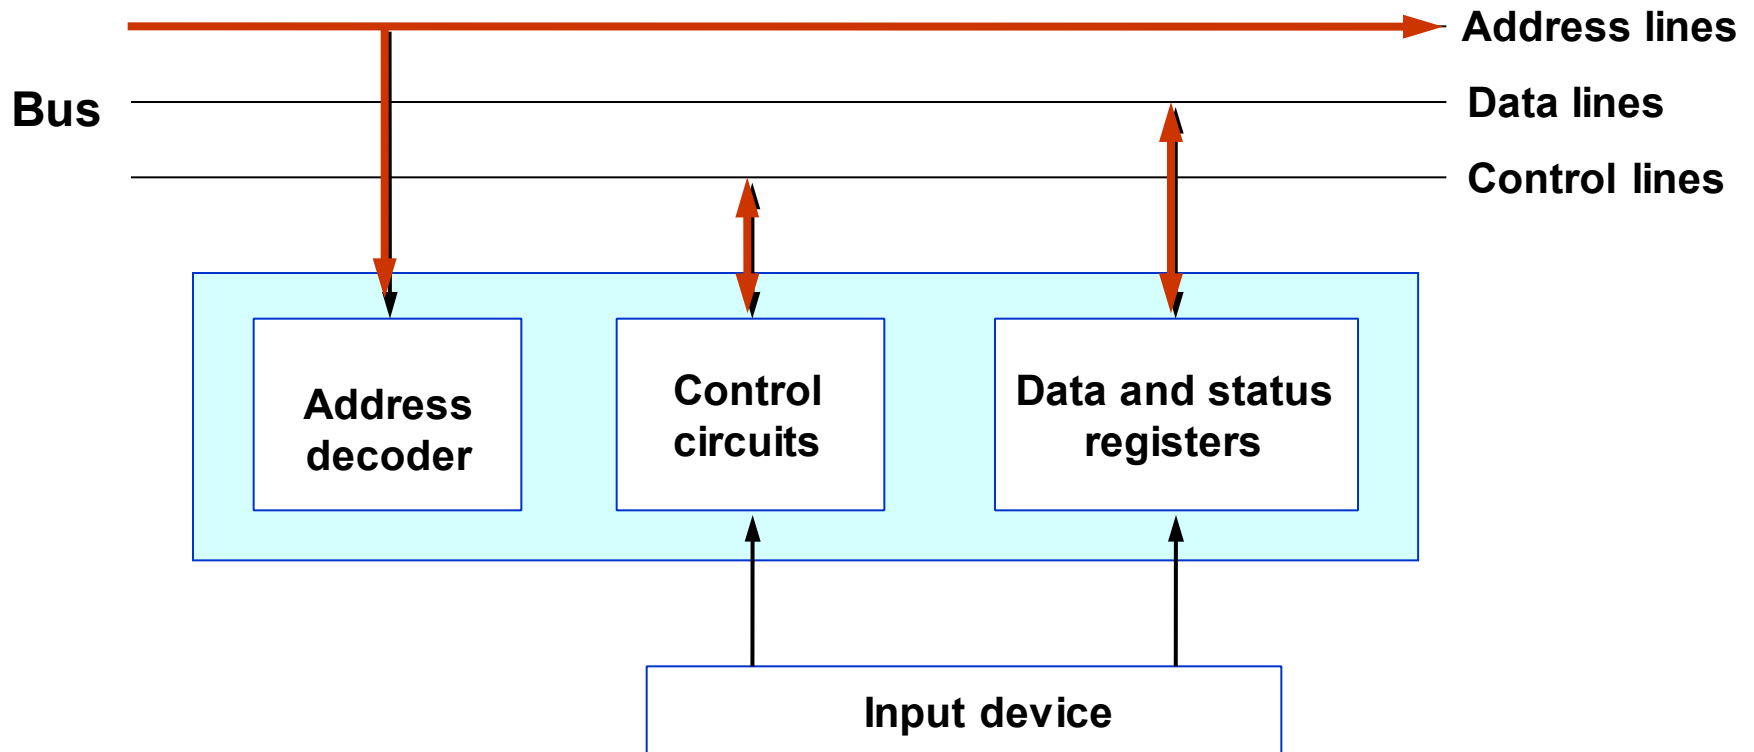 Address lines
Bus
Data lines
Control lines
Address
decoder
Control
circuits
Data and status
registers
Input device